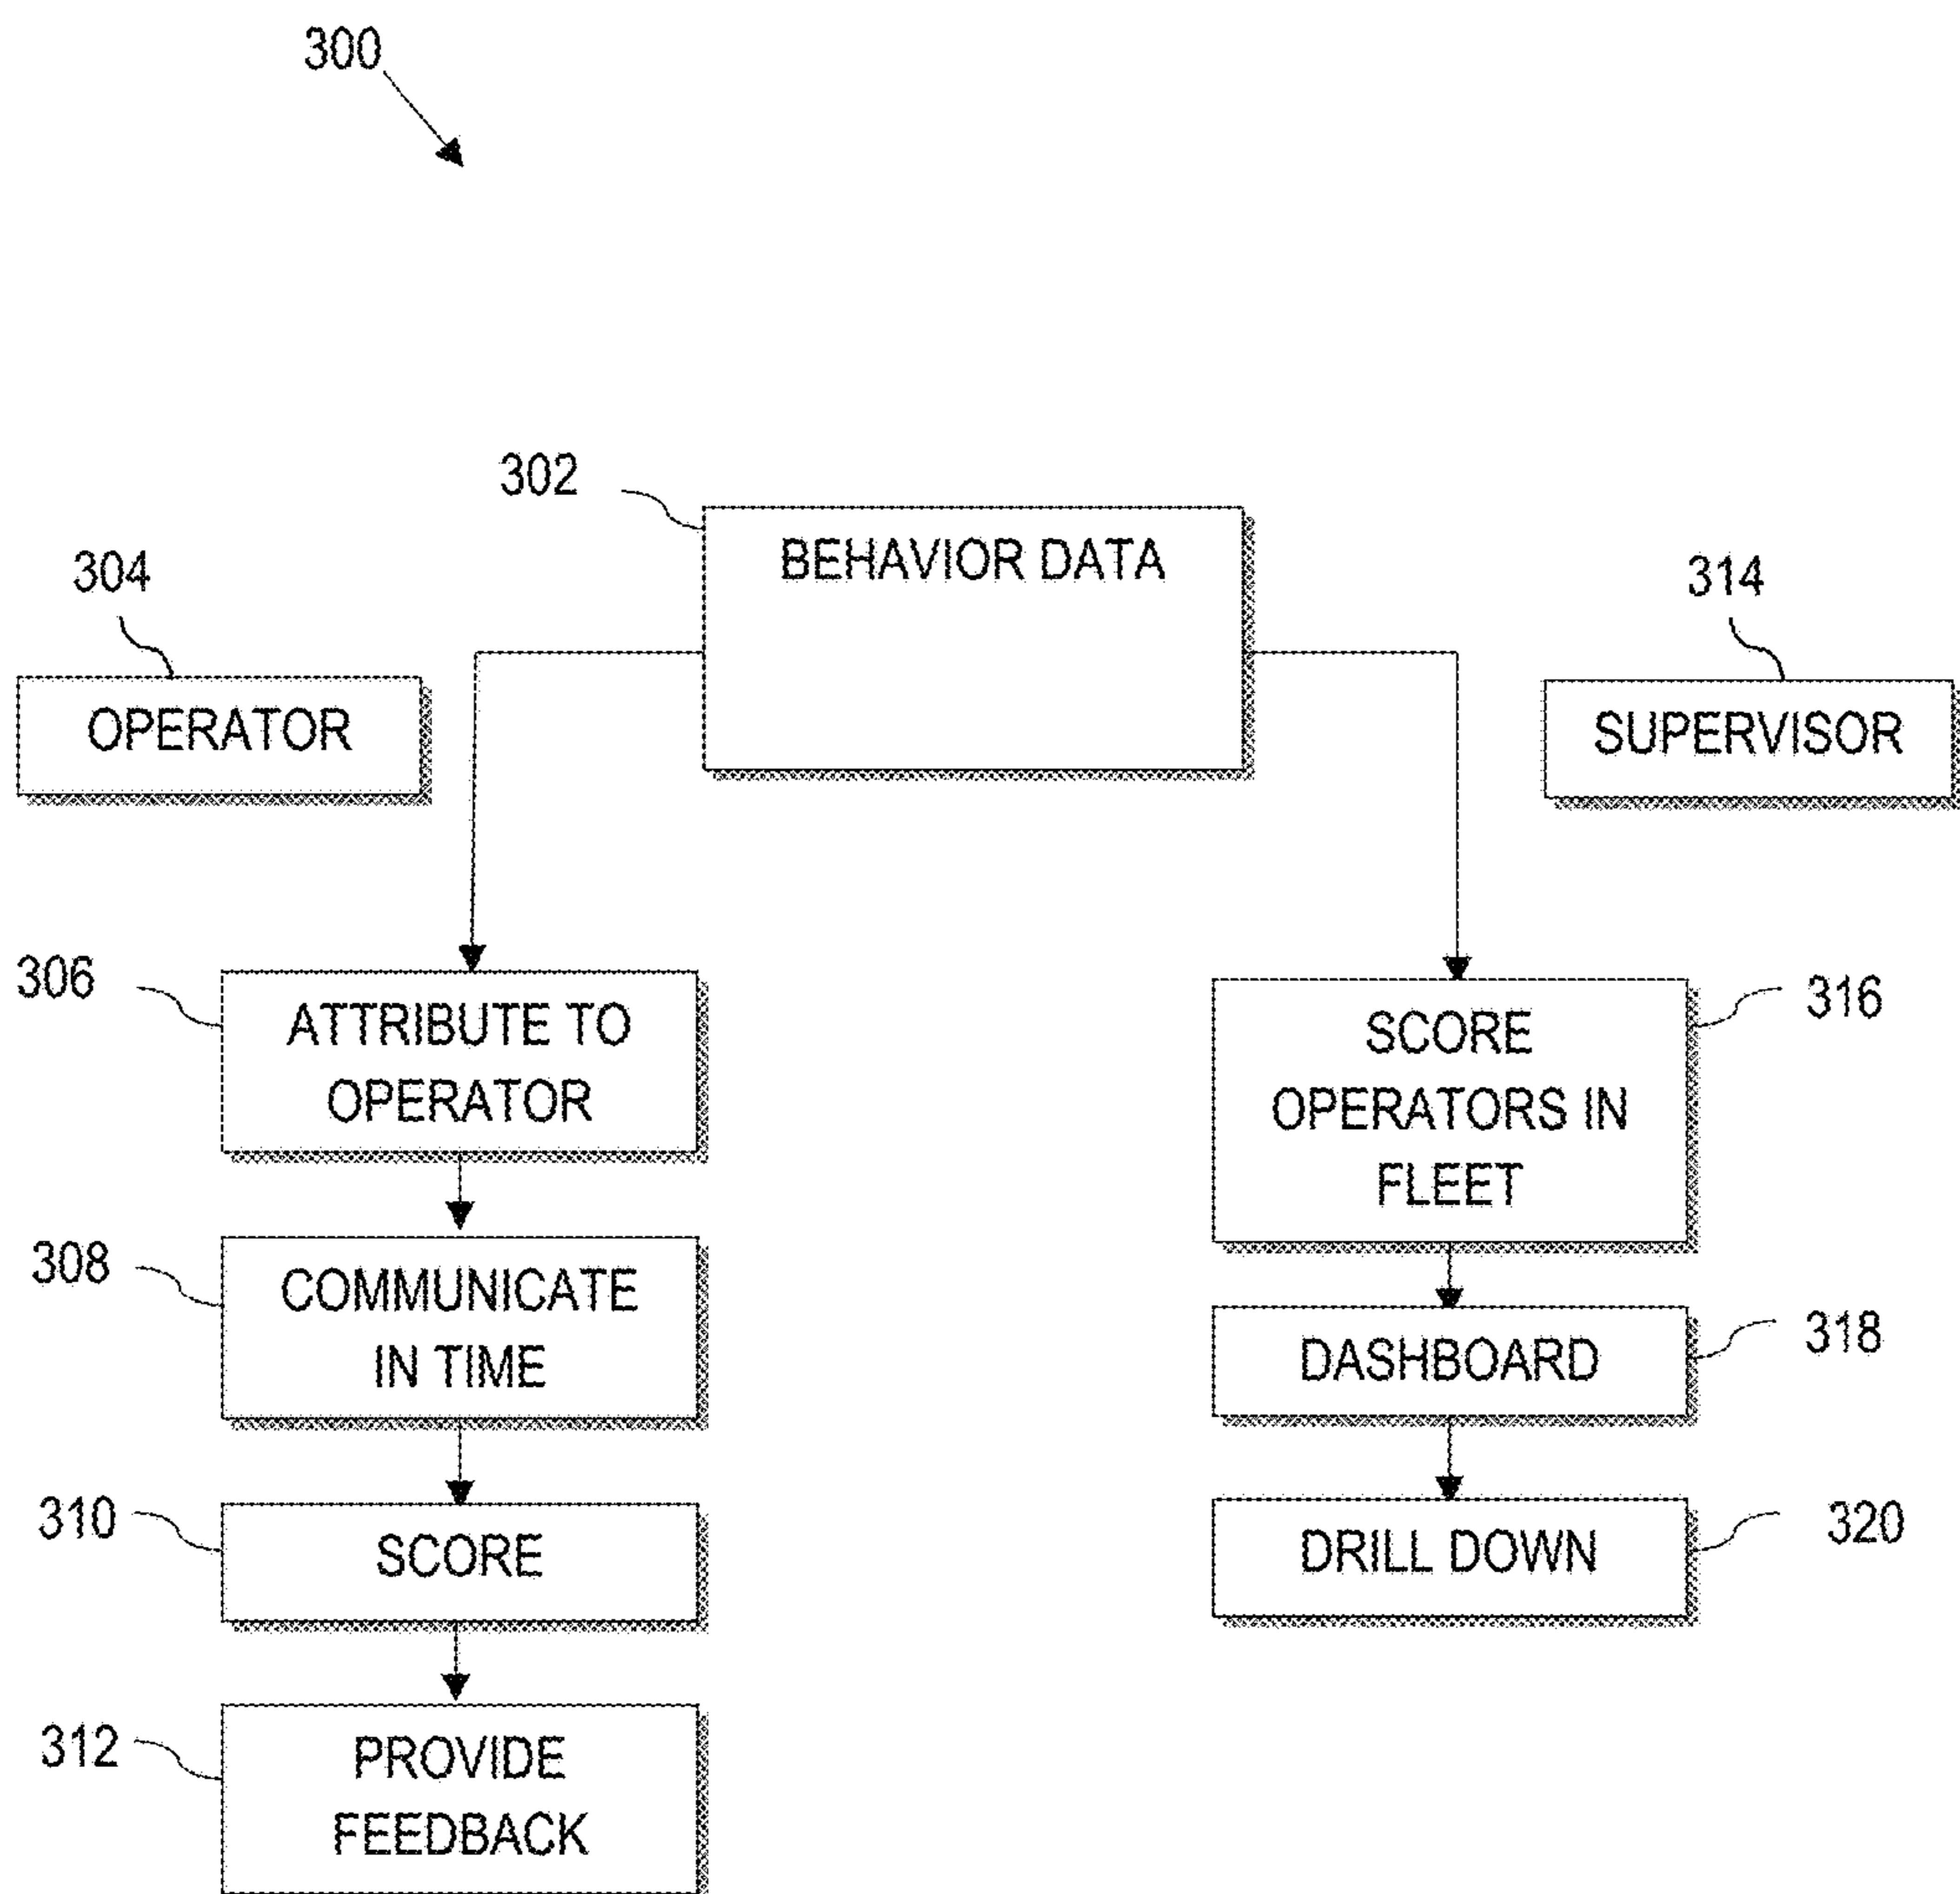 300
302
BEHAVIOR DATA
304
314
OPERATOR
SUPERVISOR
306
ATTRIBUTE TO
OPERATOR
316
SCORE
OPERATORS IN
FLEET
308
COMMUNICATE
IN TIME
318
DASHBOARD
310
SCORE
320
DRILL DOWN
312
PROVIDE
FEEDBACK